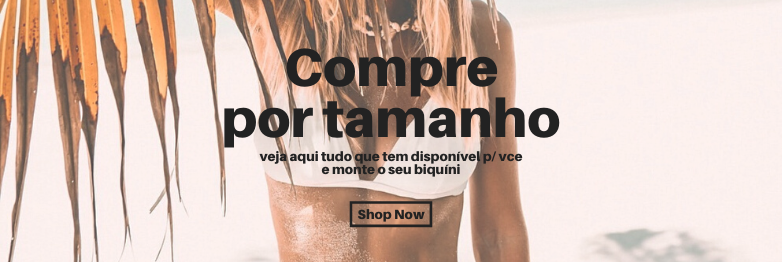 Compre
por tamanho
veja aqui tudo que tem disponível p/ vce
e monte o seu biquíni
Shop Now